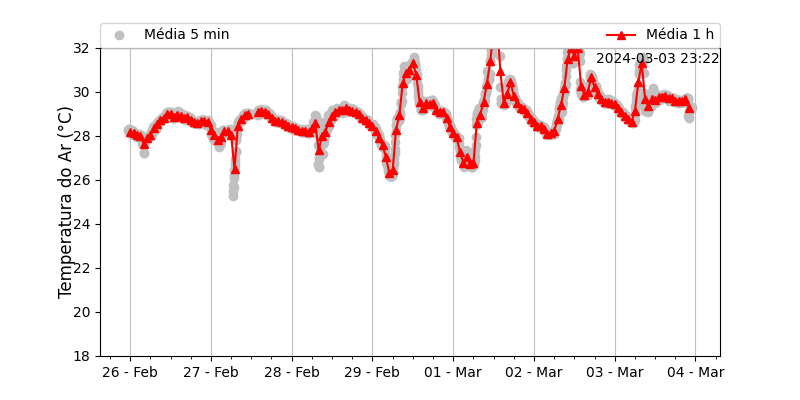 Média 5 min
Média 1 h
2024-03-03 23:22
Temperatura do Ar (°C)
32
30
28
26
24
22
20
18
26 - Feb
27 - Feb
28 - Feb
29 - Feb
01 - Mar
02 - Mar
03 - Mar
04 - Mar